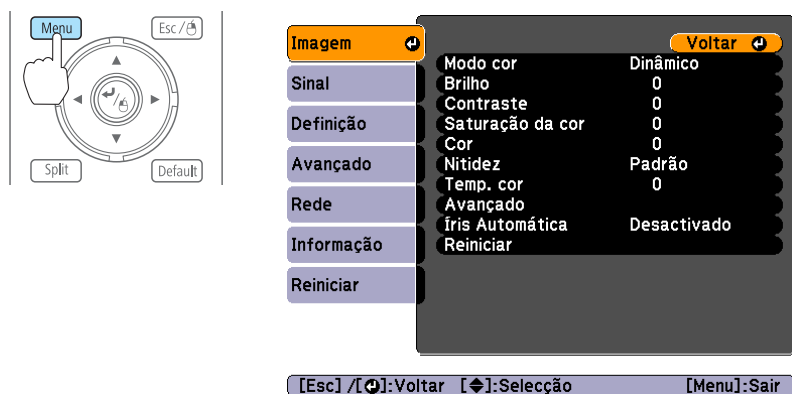 Menu
Esc /
Split
Default
Imagem
Sinal
Definição
Avançado
Rede
Informação
Reiniciar
Voltar
Modo cor Dinâmico
Brilho 0
Contraste 0
Saturação da cor 0
Cor 0
Nitidez Padrão
Temp. cor 0
Avançado
Íris Automática Desactivado
Reiniciar
[Esc] /[ ]:Voltar [ ]:Selecção [Menu]:Sair